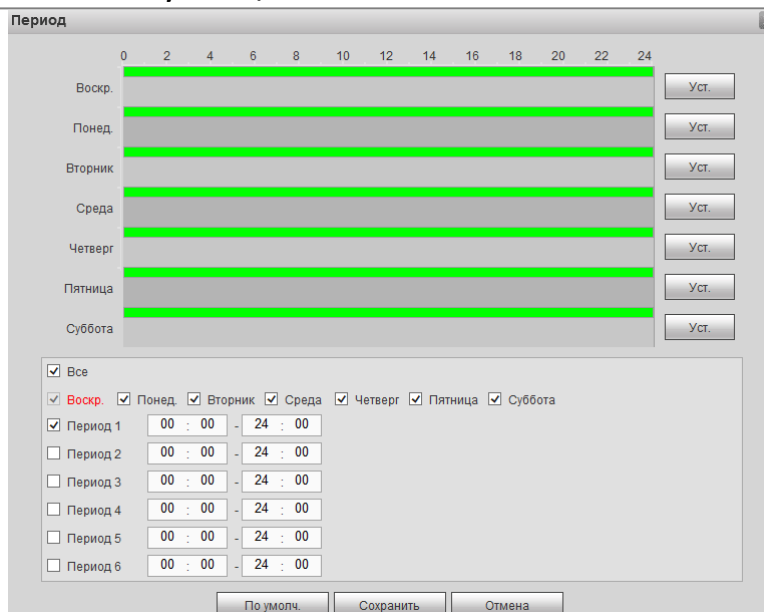 Период
0 2 4 6 8 10 12 14 16 18 20 22 24
Воскр. Уст.
Понед. Уст.
Вторник Уст.
Среда Уст.
Четверг Уст.
Пятница Уст.
Суббота Уст.
Все
Воскр. Понед. Вторник Среда Четверг Пятница Суббота
Период 1 00 : 00 - 24 : 00
Период 2 00 : 00 - 24 : 00
Период 3 00 : 00 - 24 : 00
Период 4 00 : 00 - 24 : 00
Период 5 00 : 00 - 24 : 00
Период 6 00 : 00 - 24 : 00
По умолч. Сохранить Отмена